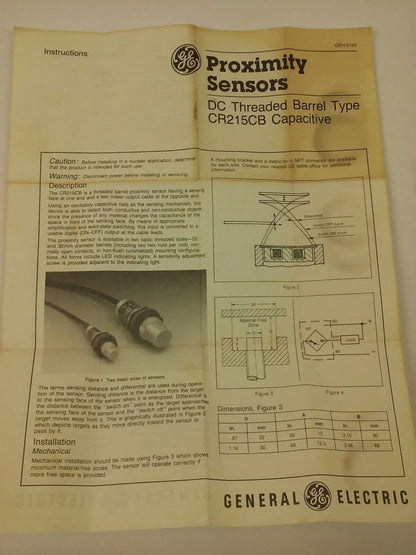 Instructions
GE
Proximity
Sensors
DC Threaded Barrel Type
CR215CB Capacitive
Caution: Before installing in a nuclear application, determine
that the product is intended for such use.
Warning: Disconnect power before installing or servicing.
Description
The CR215CB is a threaded barrel proximity sensor having a sensing
face at one end and a two meter output cable at the opposite end.
Using an oscillatory capacitive field as the sensing mechanism, this
device is able to detect both conductive and non-conductive objects,
since the presence of any material changes the capacitance of the
space in front of the sensing face. By means of appropriate
amplification and solid-state switching, this input is converted to a
usable digital (ON-OFF) output at the cable leads.
The proximity sensor is available in two basic threaded sizes—22
and 30mm diameter barrels (including two hex nuts per unit), nor-
mally open contacts, in non-flush (unshielded) mounting configura-
tions. All forms include LED indicating lights. A sensitivity adjustment
screw is provided adjacent to the indicating light.
Figure 1. Two basic sizes of sensors.
The terms sensing distance and differential are used during opera-
tion of the sensor. Sensing distance is the distance from the target
to the sensing face of the sensor when it is energized. Differential is
the distance between the "switch on" point as the target approaches
the sensing face of the sensor and the "switch off" point when the
target moves away from it. This is graphically illustrated in Figure 2
which depicts targets as they move directly toward the sensor or
pass by it.
Installation
Mechanical
Mechanical installation should be made using Figure 3 which shows
minimum material-free zones. The sensor will operate correctly if
more free space is provided.
A mounting bracket and a metric-to-NPT connector are available
for each size. Contact your nearest GE sales office for additional
information.
Differential
Switch OFF curve
Switch ON curve
Figure 2
Material Free
Zone
Figure 3
LOAD
Figure 4
Dimensions, Figure 3
D A B
In. mm In. mm In. mm
.87 22 .59 15 3.15 80
1.18 30 .49 12.5 3.46 88
GENERAL GE ELECTRIC